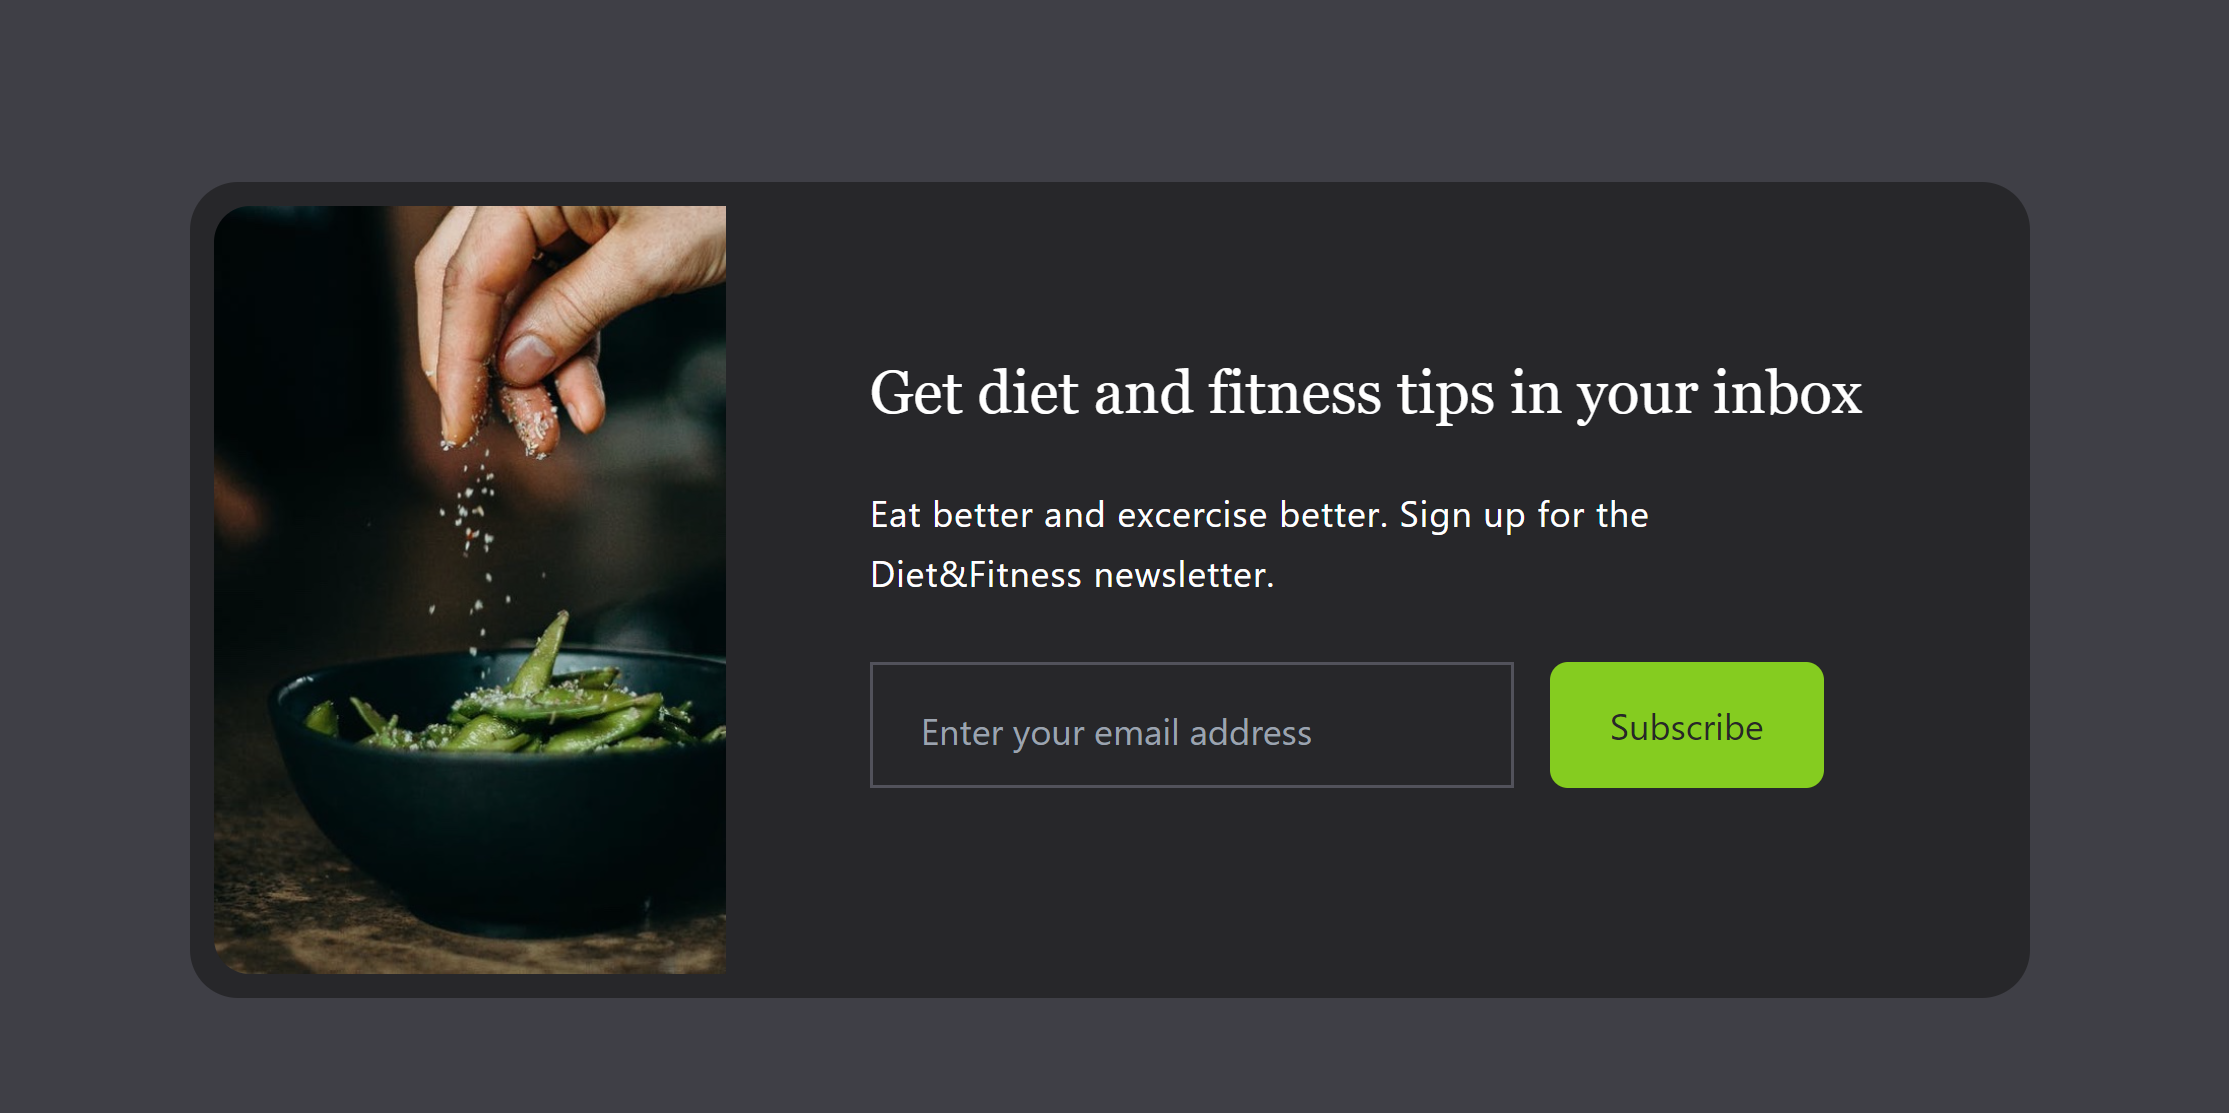 Get diet and fitness tips in your inbox
Eat better and excercise better. Sign up for the
Diet&Fitness newsletter.
Enter your email address
Subscribe